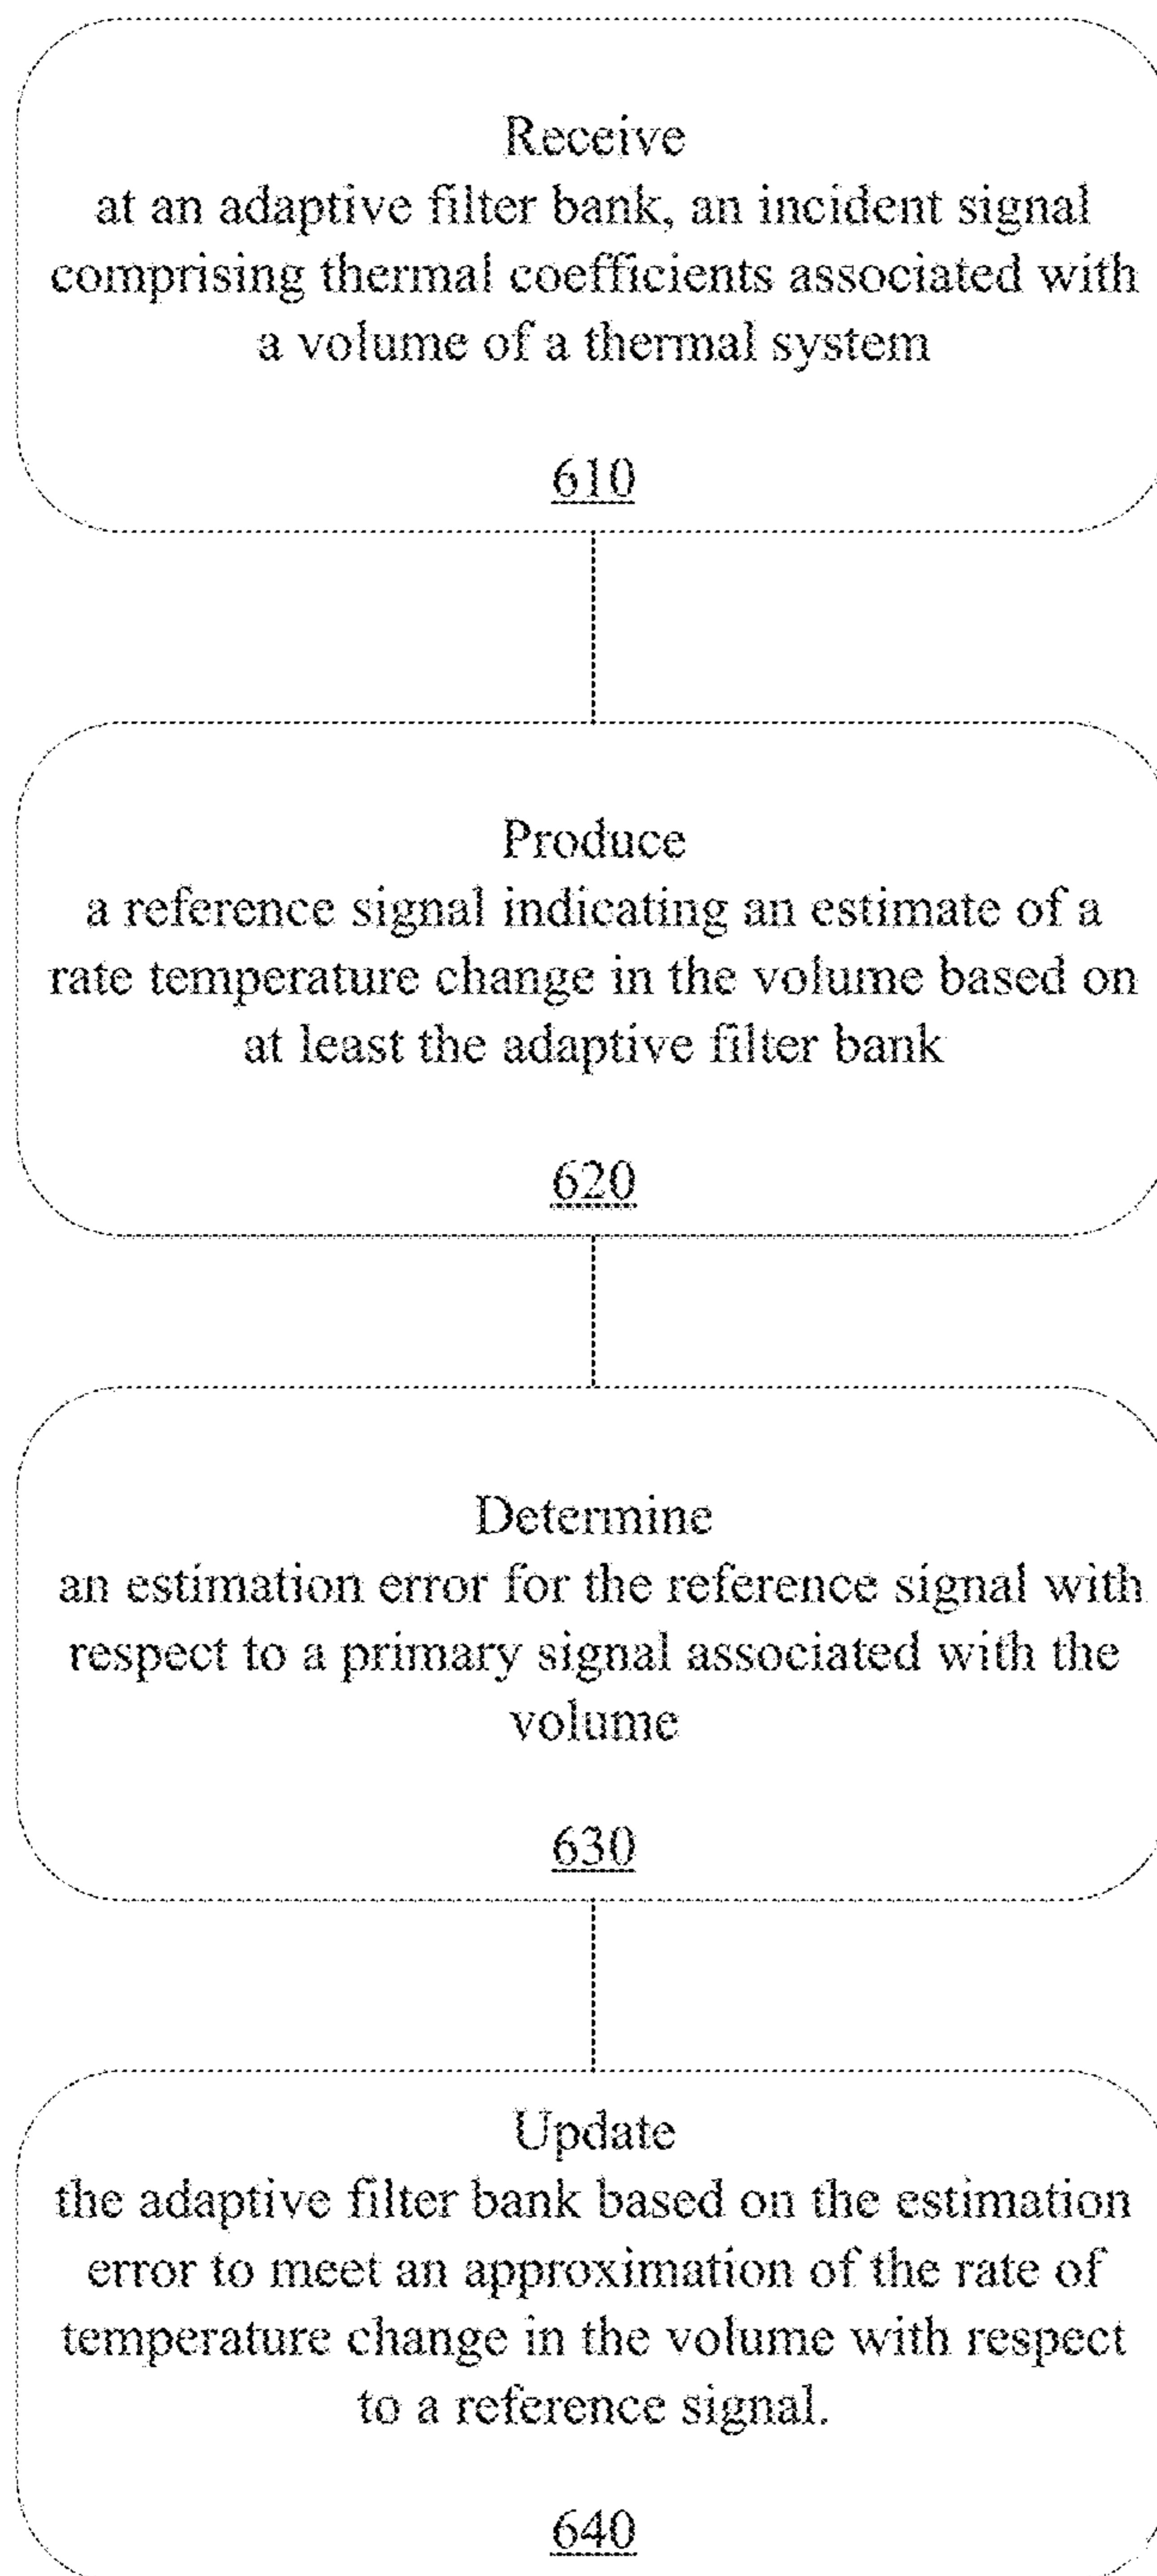 Receive
at an adaptive filter bank, an incident signal
comprising thermal coefficients associated with
a volume of a thermal system
610
Produce
a reference signal indicating an estimate of a
rate temperature change in the volume based on
at least the adaptive filter bank
620
Determine
an estimation error for the reference signal with
respect to a primary signal associated with the
volume
630
Update
the adaptive filter bank based on the estimation
error to meet an approximation of the rate of
temperature change in the volume with respect
to a reference signal.
640